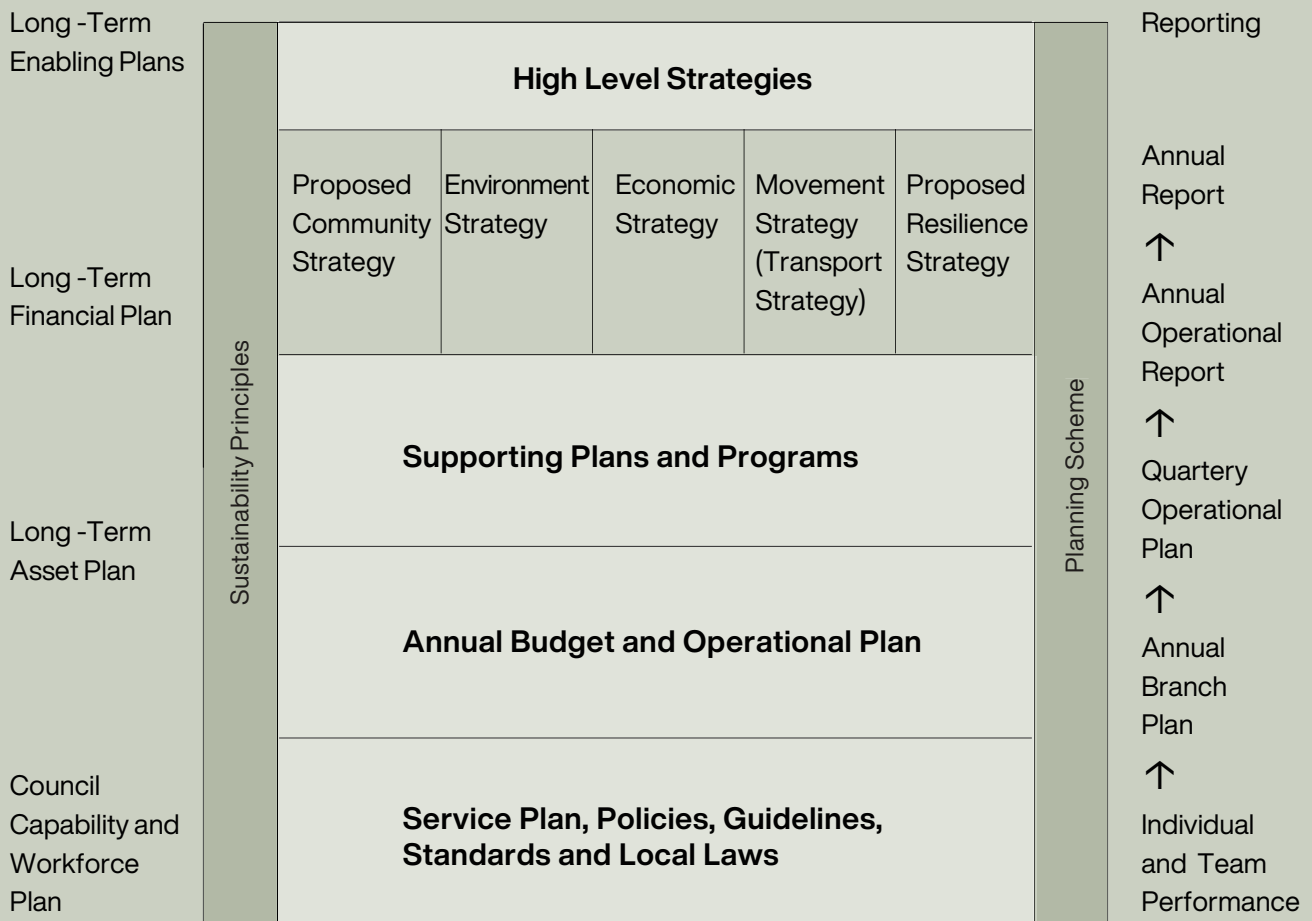 Long -Term
Enabling Plans
Long -Term
Financial Plan
Long -Term
Asset Plan
Council
Capability and
Workforce
Plan
Sustainability Principles
High Level Strategies
Proposed
Community
Strategy
Environment
Strategy
Economic
Strategy
Movement
Strategy
(Transport
Strategy)
Proposed
Resilience
Strategy
Supporting Plans and Programs
Annual Budget and Operational Plan
Service Plan, Policies, Guidelines,
Standards and Local Laws
Planning Scheme
Reporting
Annual
Report
↑
Annual
Operational
Report
↑
Quartery
Operational
Plan
↑
Annual
Branch
Plan
↑
Individual
and Team
Performance